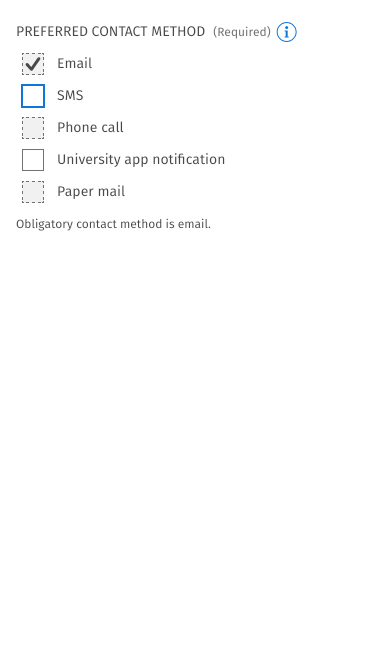 PREFERRED CONTACT METHOD (Required)
Email
SMS
Phone call
University app notification
Paper mail
Obligatory contact method is email.